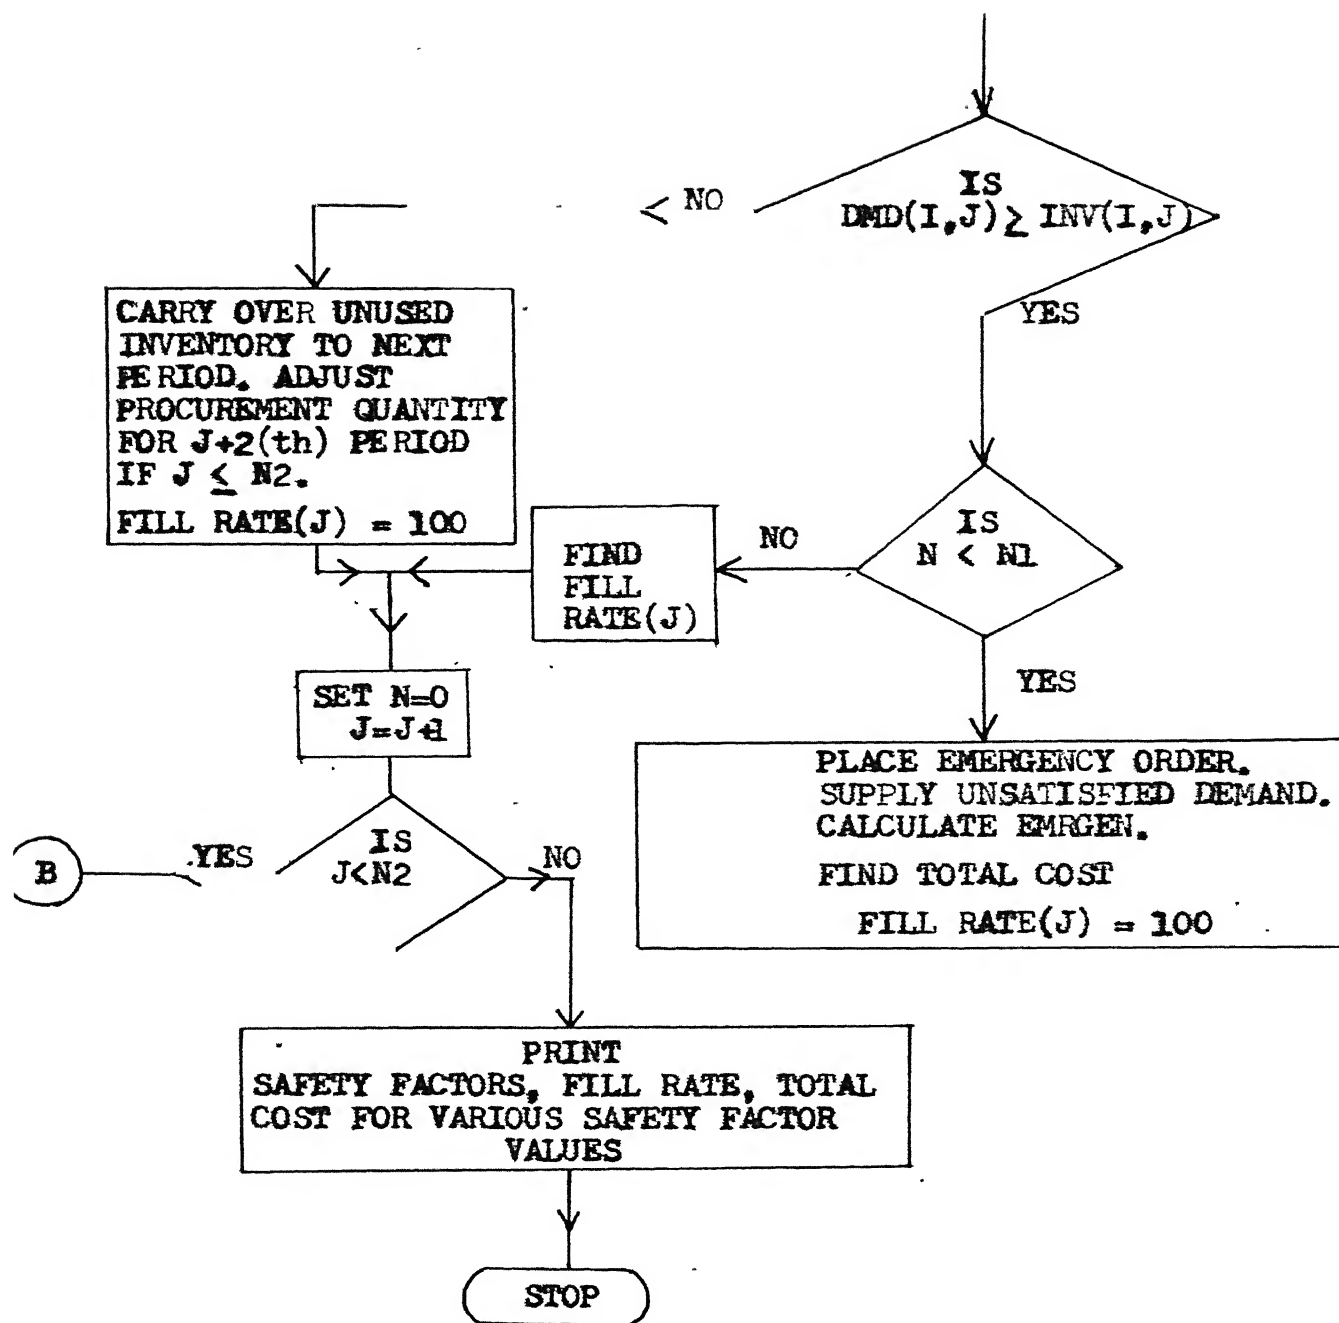 IS
DMD(I,J) ≥ INV(I,J)
NO
YES
CARRY OVER UNUSED
INVENTORY TO NEXT
PERIOD. ADJUST
PROCUREMENT QUANTITY
FOR J+2(th) PERIOD
IF J ≤ N2.
FILL RATE(J) = 100
IS
N < N1
NO
FIND
FILL
RATE(J)
YES
SET N=0
J=J+1
PLACE EMERGENCY ORDER.
SUPPLY UNSATISFIED DEMAND.
CALCULATE EMRGEN.
FIND TOTAL COST
FILL RATE(J) = 100
IS
J<N2
YES
B
NO
PRINT
SAFETY FACTORS, FILL RATE, TOTAL
COST FOR VARIOUS SAFETY FACTOR
VALUES
STOP